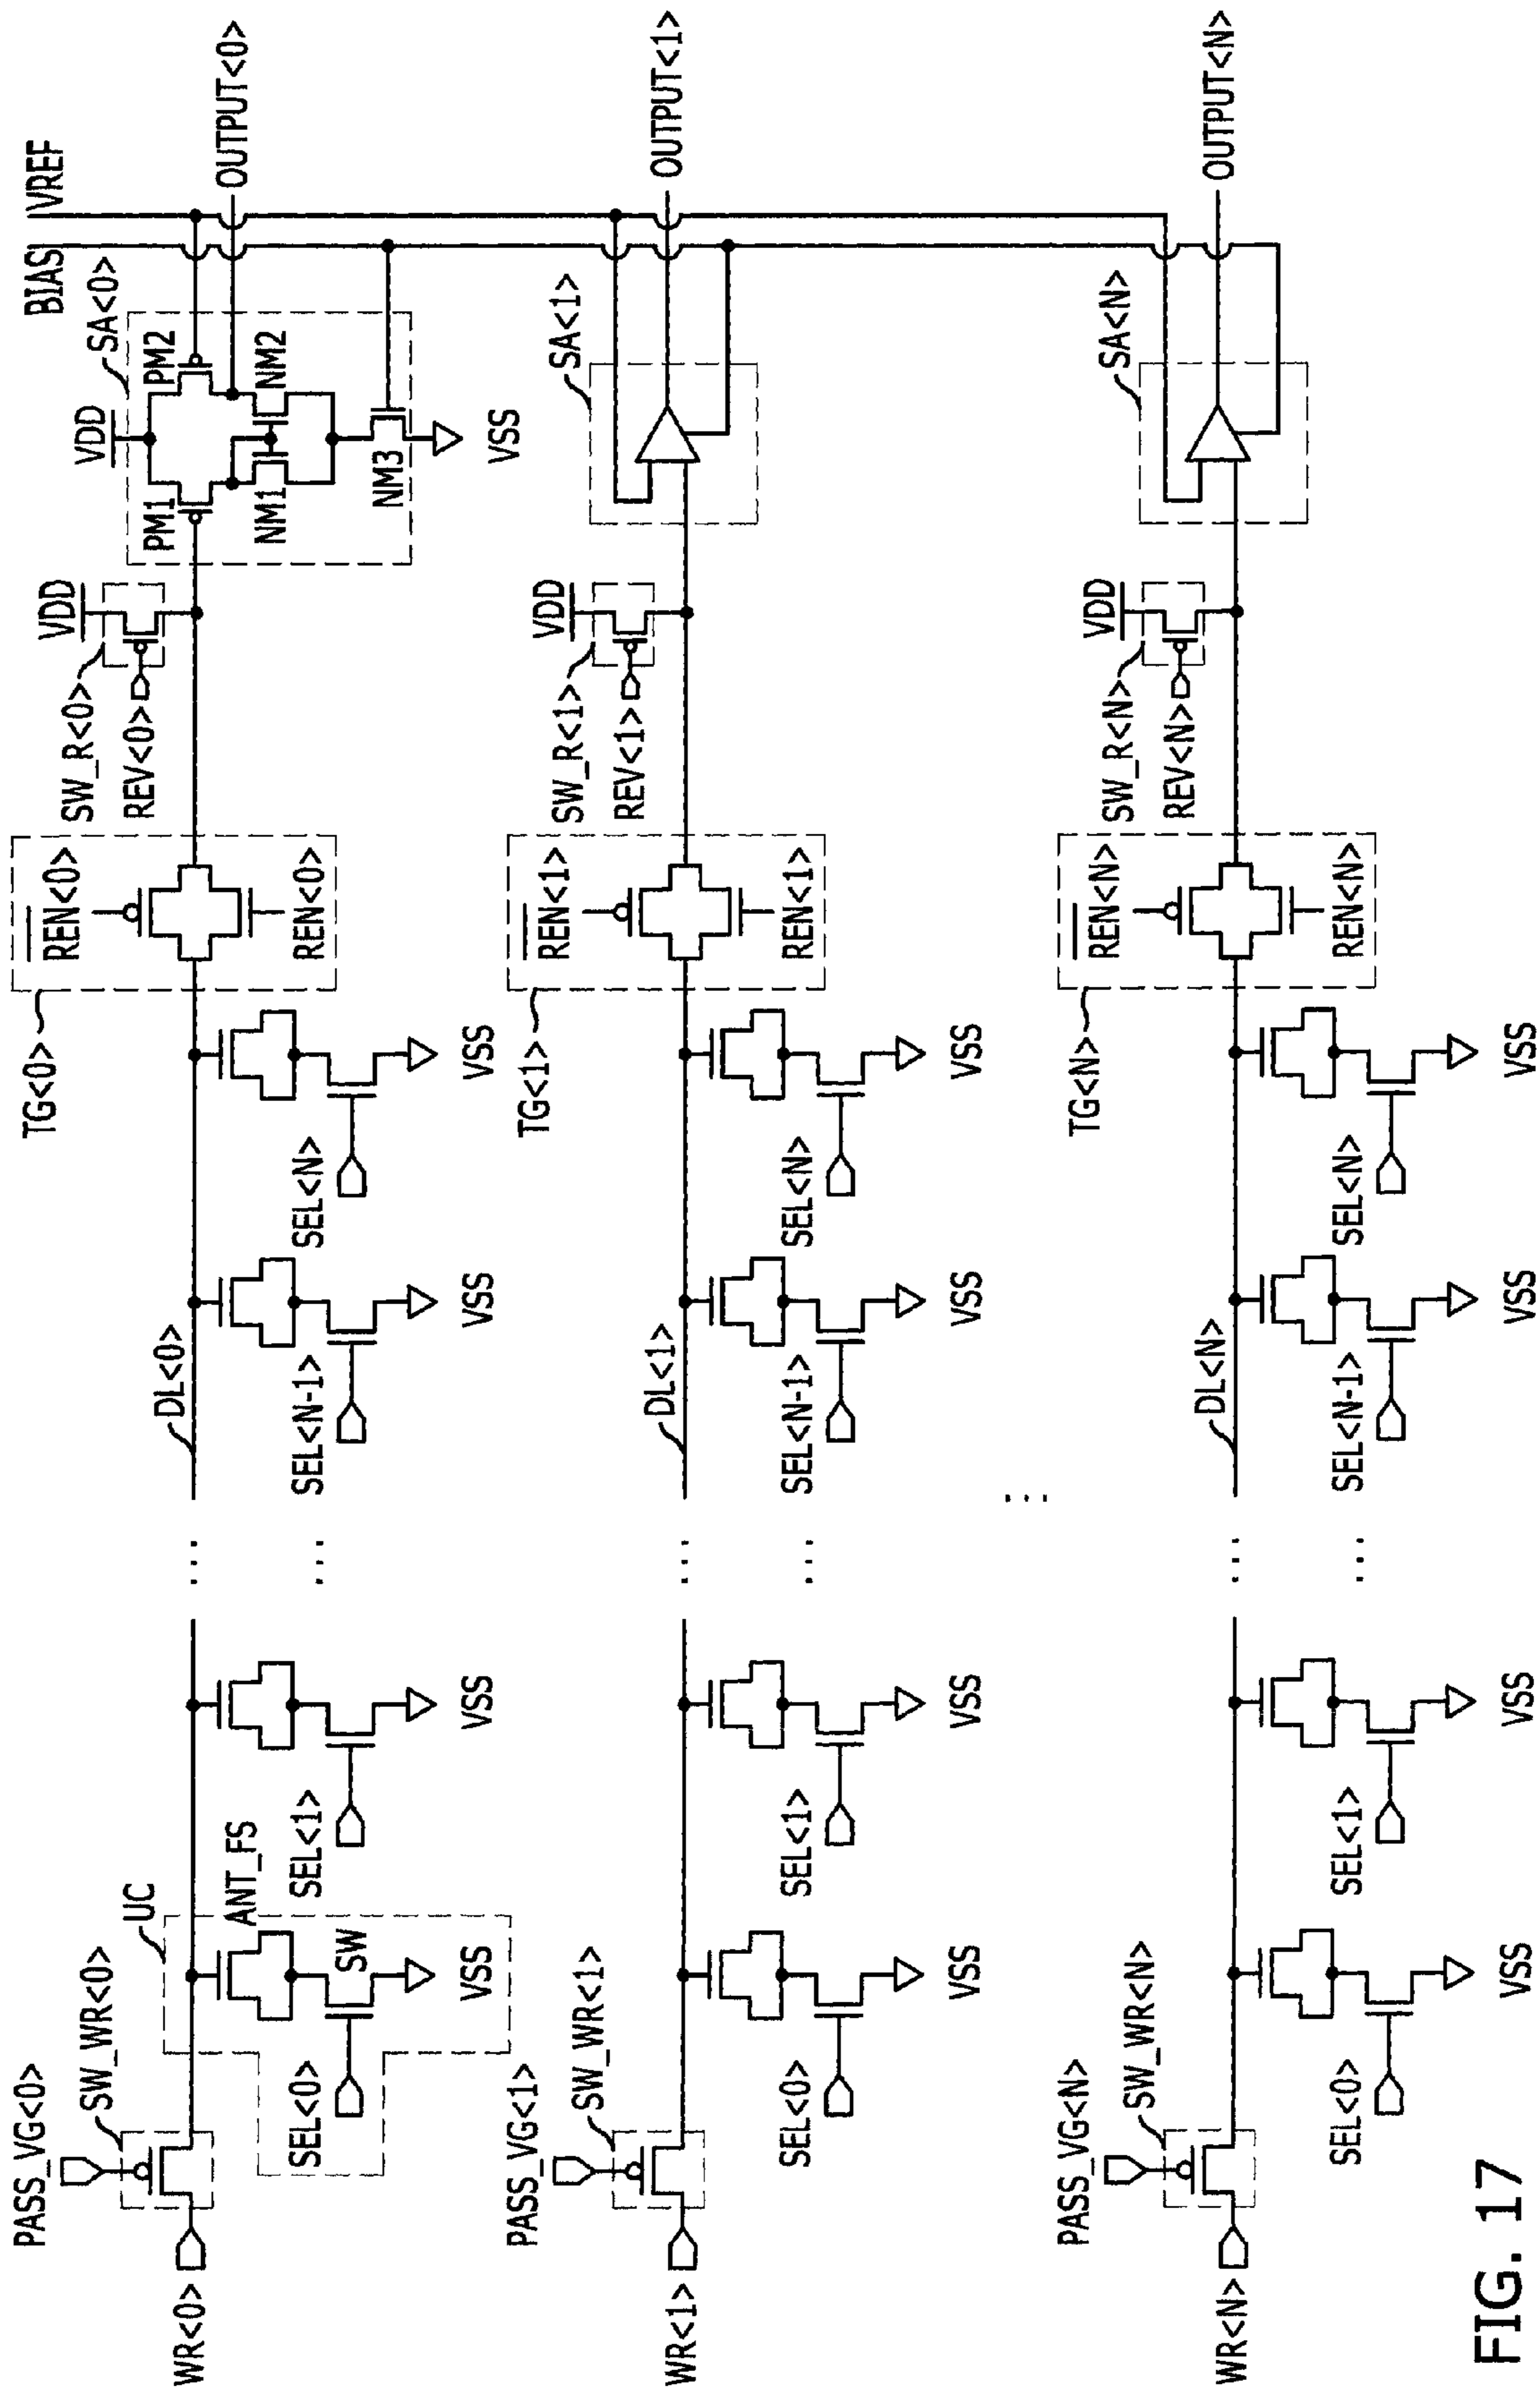 PASS_VG<0>
SW_WR<0>
WR<0>
UC
ANT_FS
SW
SEL<0>
VSS
SEL<1>
VSS
...
...
DL<0>
SEL<N-1>
VSS
SEL<N>
VSS
TG<0>
REN<0>
REN<0>
SW_R<0>
REV<0>
VDD
SA<0>
VDD
PM1
PM2
NM1
NM2
NM3
VSS
BIAS
VREF
OUTPUT<0>
PASS_VG<1>
SW_WR<1>
WR<1>
SEL<0>
VSS
SEL<1>
VSS
...
...
DL<1>
SEL<N-1>
VSS
SEL<N>
VSS
TG<1>
REN<1>
REN<1>
SW_R<1>
REV<1>
VDD
SA<1>
OUTPUT<1>
...
PASS_VG<N>
SW_WR<N>
WR<N>
SEL<0>
VSS
SEL<1>
VSS
...
...
DL<N>
SEL<N-1>
VSS
SEL<N>
VSS
TG<N>
REN<N>
REN<N>
SW_R<N>
REV<N>
VDD
SA<N>
OUTPUT<N>
FIG. 17